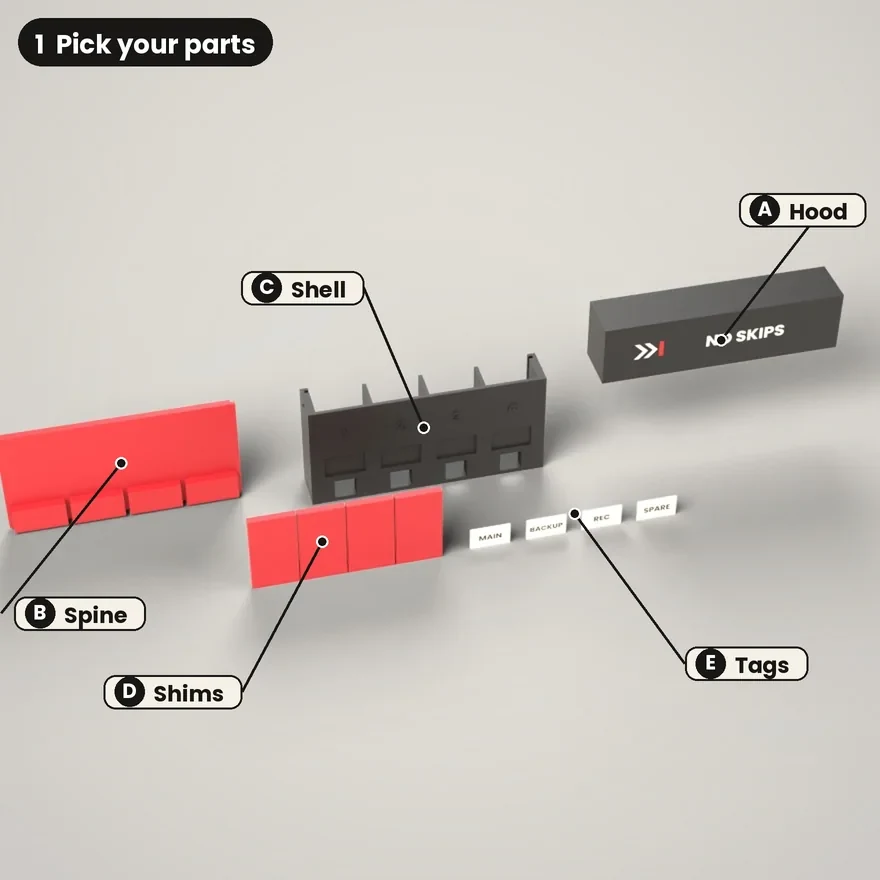 1 Pick your parts
A Hood
C Shell
NO SKIPS
MAIN
BACKUP
REC
SPARE
B Spine
D Shims
E Tags